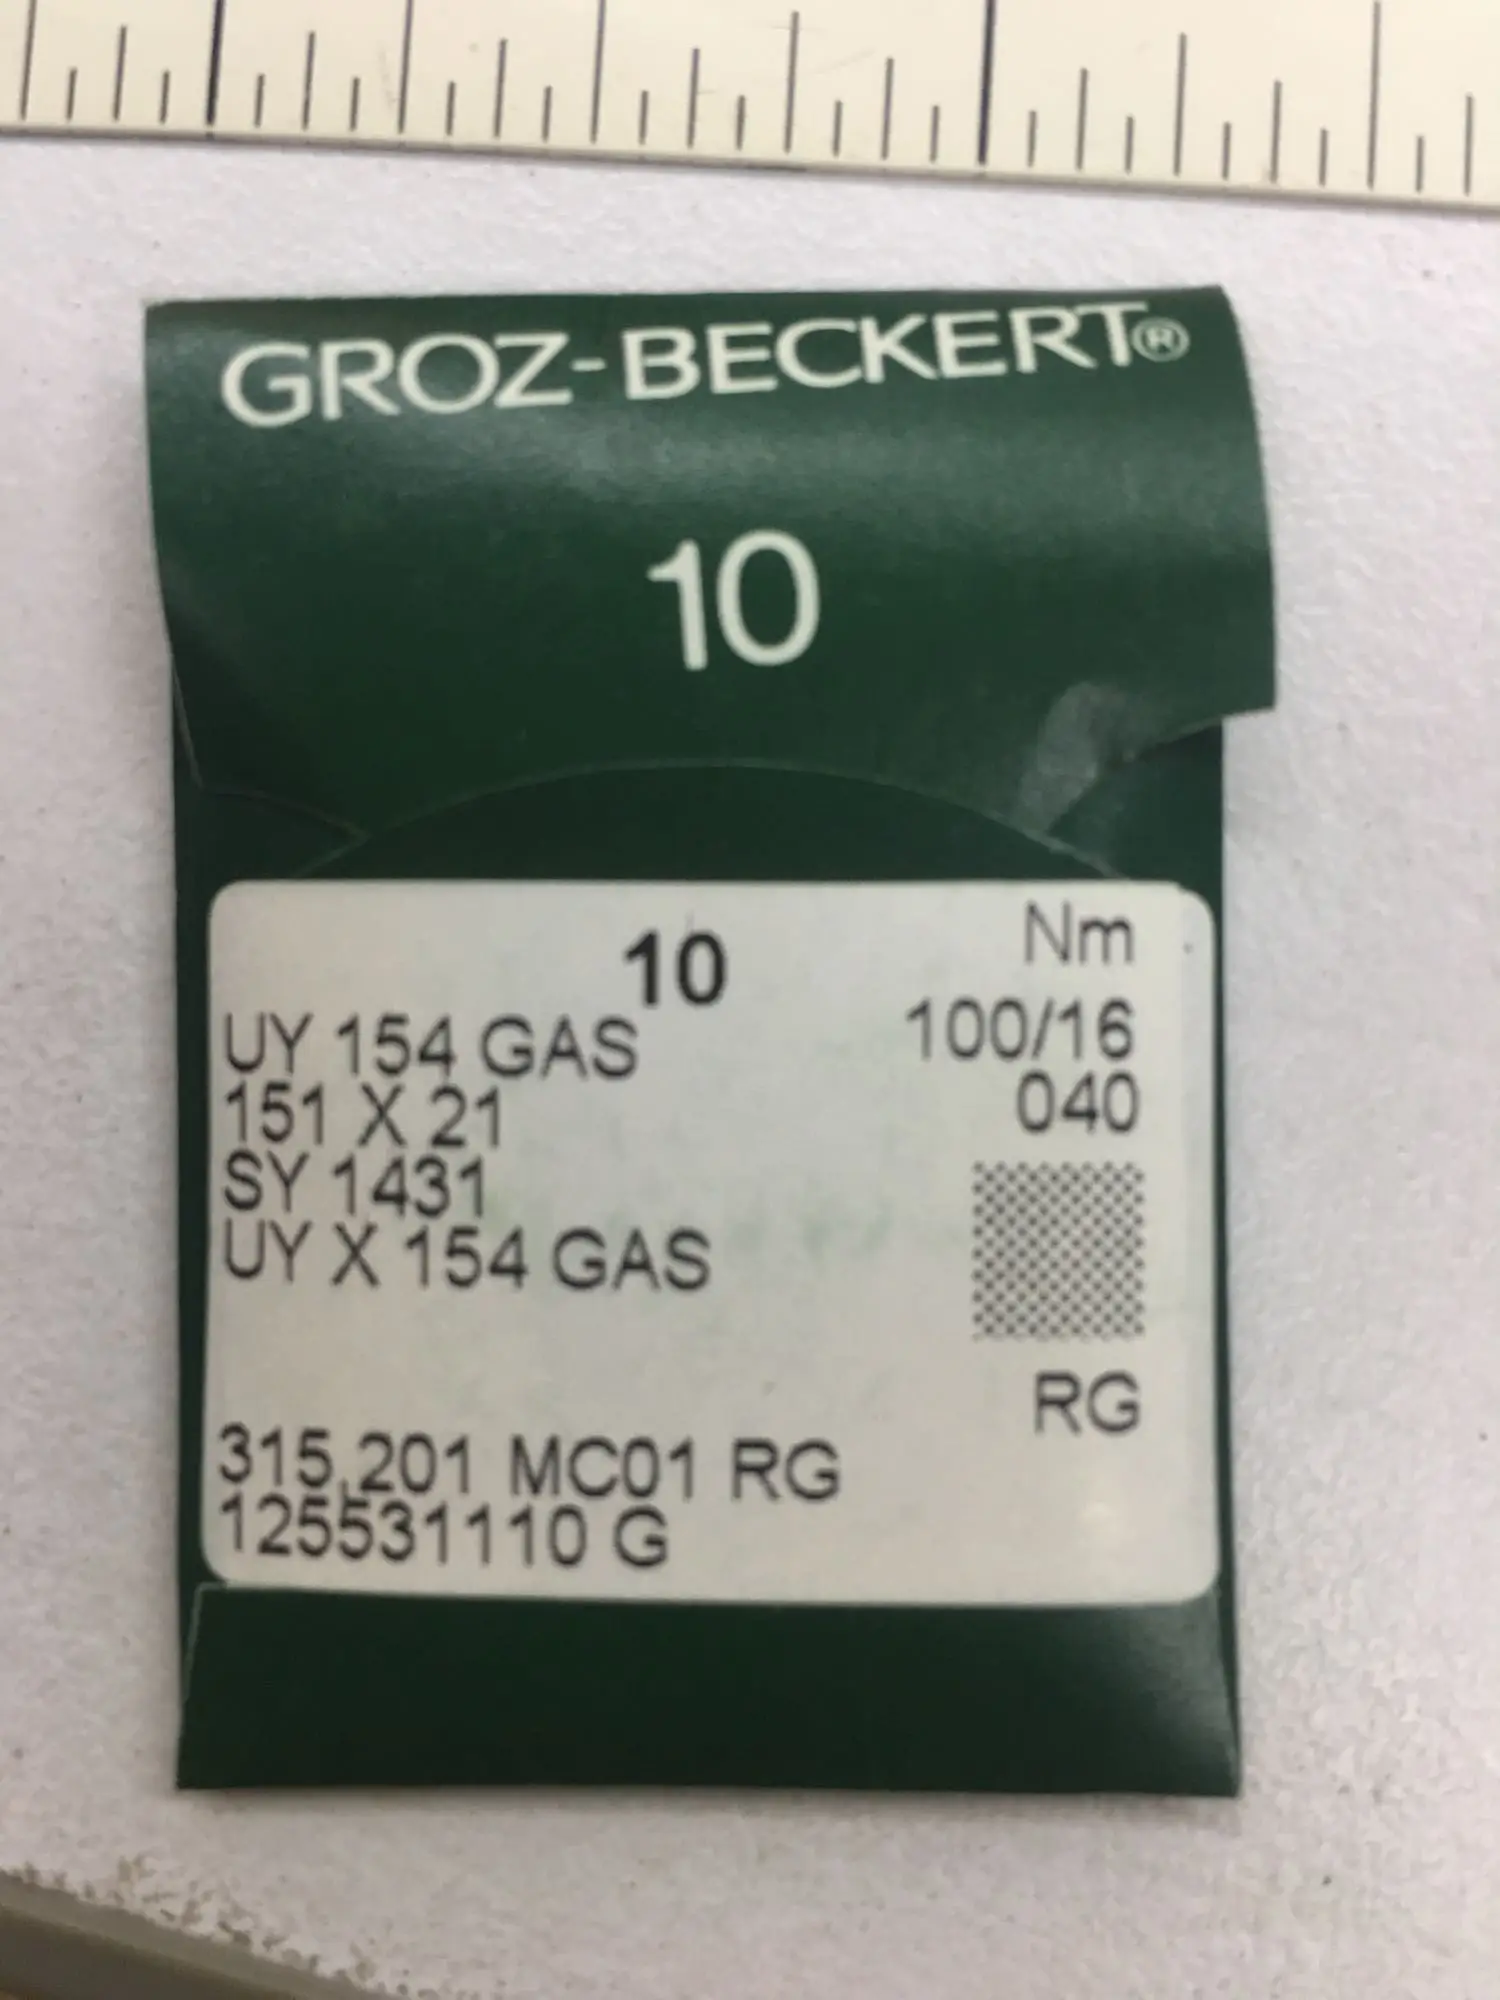 GROZ-BECKERT®
10
10
Nm
UY 154 GAS
100/16
151 X 21
040
SY 1431
UY X 154 GAS
RG
315,201 MC01 RG
125531110 G